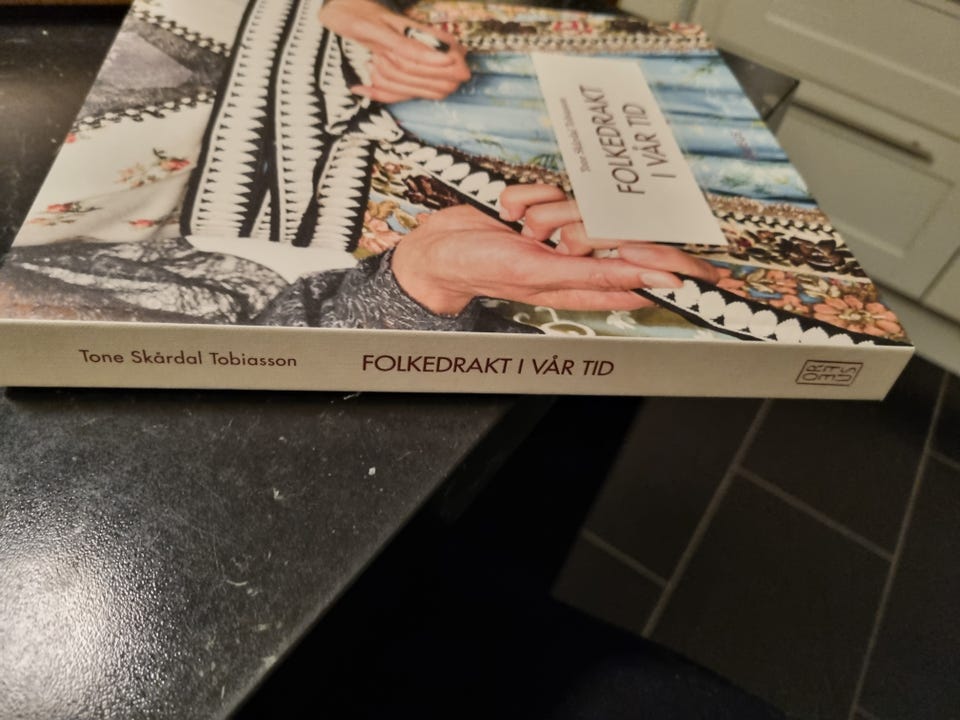 Tone Skårdal Tobiasson
FOLKEDRAKT
I VÅR TID
Tone Skårdal Tobiasson FOLKEDRAKT I VÅR TID